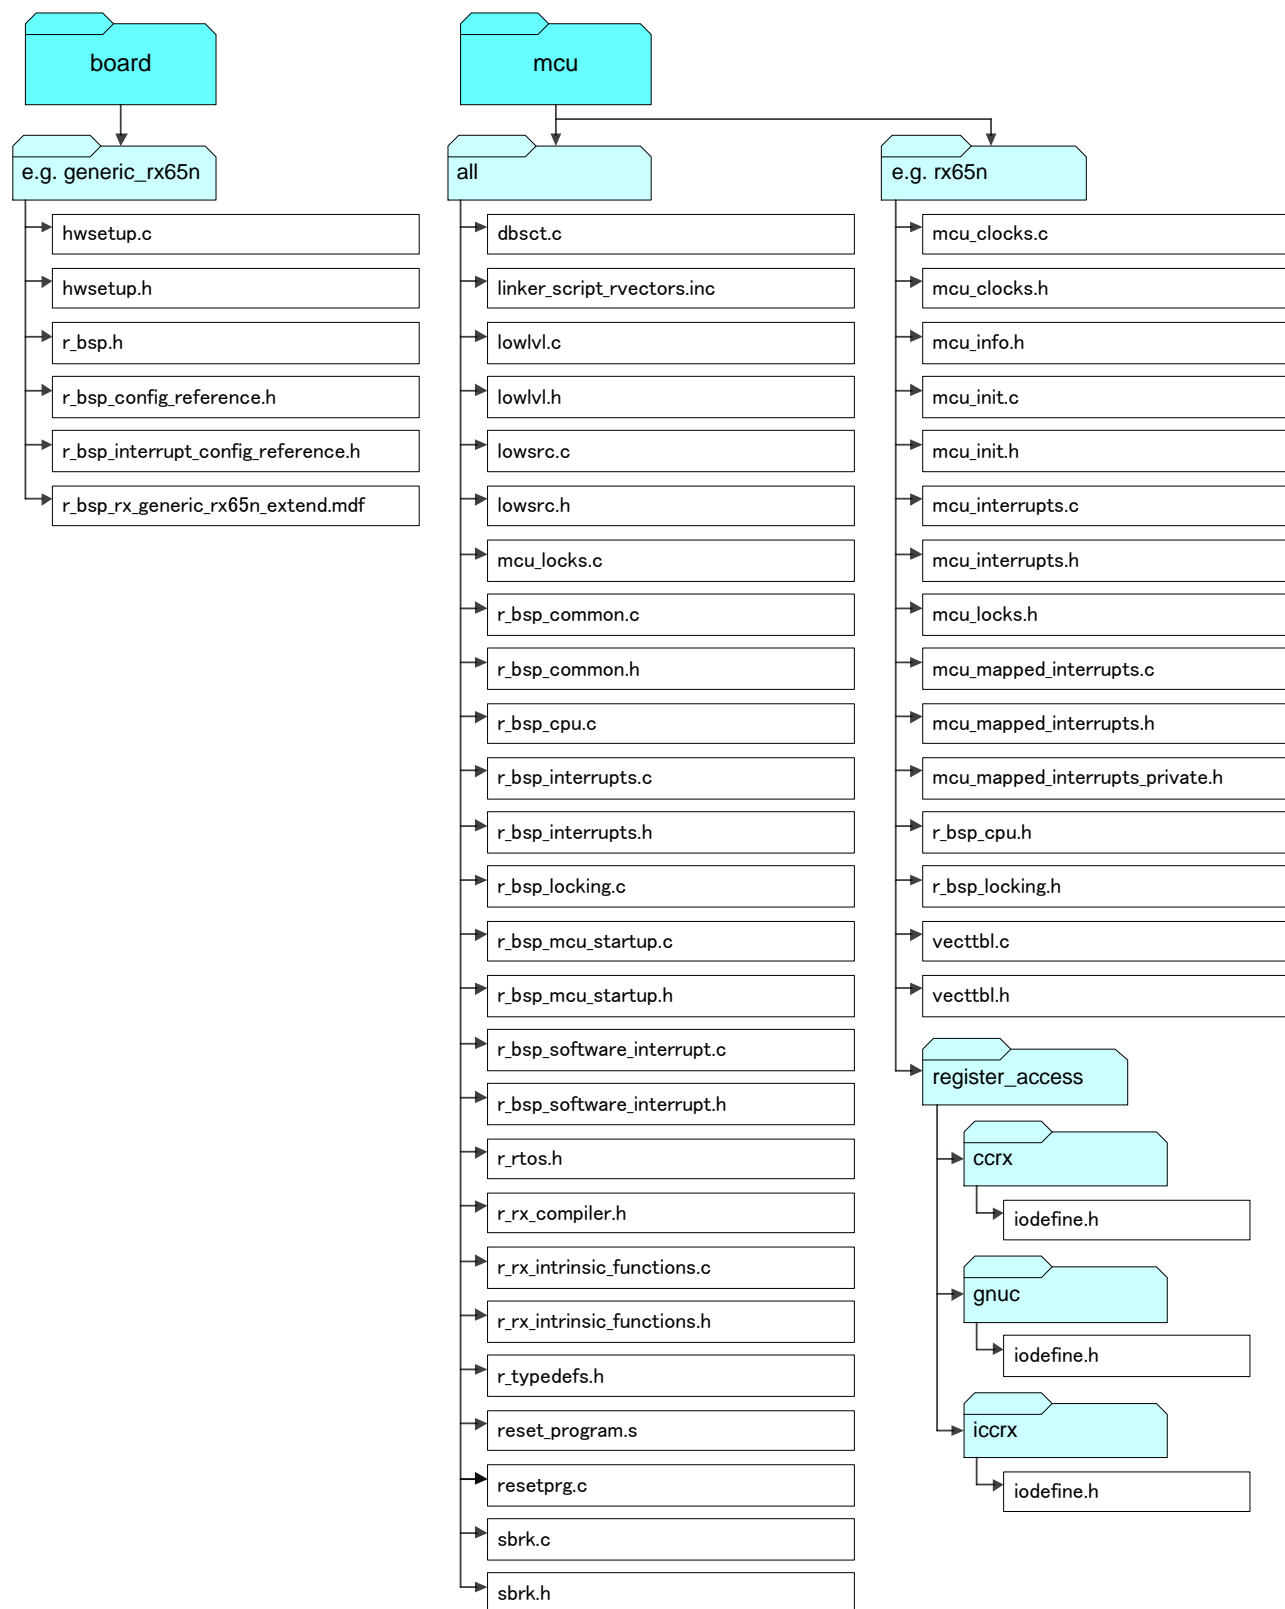 board
e.g. generic_rx65n
hwsetup.c
hwsetup.h
r_bsp.h
r_bsp_config_reference.h
r_bsp_interrupt_config_reference.h
r_bsp_rx_generic_rx65n_extend.mdf
mcu
all
dbsct.c
linker_script_rvectors.inc
lowlvl.c
lowlvl.h
lowsrc.c
lowsrc.h
mcu_locks.c
r_bsp_common.c
r_bsp_common.h
r_bsp_cpu.c
r_bsp_interrupts.c
r_bsp_interrupts.h
r_bsp_locking.c
r_bsp_mcu_startup.c
r_bsp_mcu_startup.h
r_bsp_software_interrupt.c
r_bsp_software_interrupt.h
r_rtos.h
r_rx_compiler.h
r_rx_intrinsic_functions.c
r_rx_intrinsic_functions.h
r_typedefs.h
reset_program.s
resetprg.c
sbrk.c
sbrk.h
e.g. rx65n
mcu_clocks.c
mcu_clocks.h
mcu_info.h
mcu_init.c
mcu_init.h
mcu_interrupts.c
mcu_interrupts.h
mcu_locks.h
mcu_mapped_interrupts.c
mcu_mapped_interrupts.h
mcu_mapped_interrupts_private.h
r_bsp_cpu.h
r_bsp_locking.h
vecttbl.c
vecttbl.h
register_access
ccrx
iodefine.h
gnuc
iodefine.h
iccrx
iodefine.h